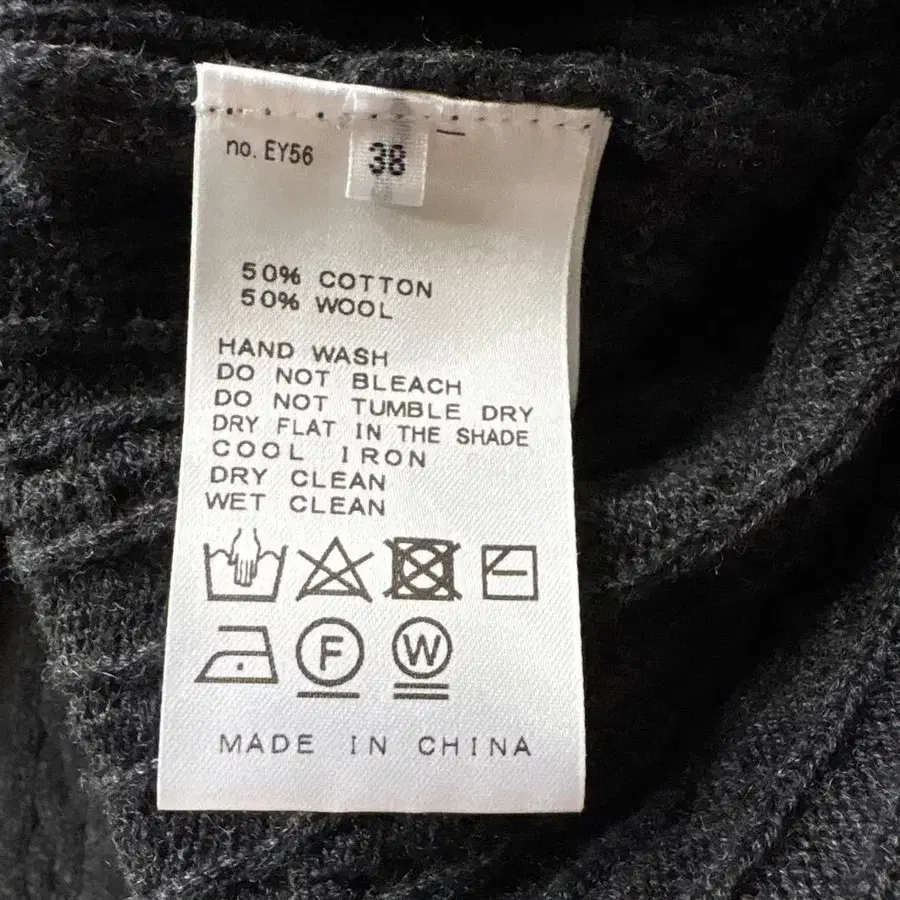 no. EY56
38
50% COTTON
50% WOOL
HAND WASH
DO NOT BLEACH
DO NOT TUMBLE DRY
DRY FLAT IN THE SHADE
COOL IRON
DRY CLEAN
WET CLEAN
F W
MADE IN CHINA